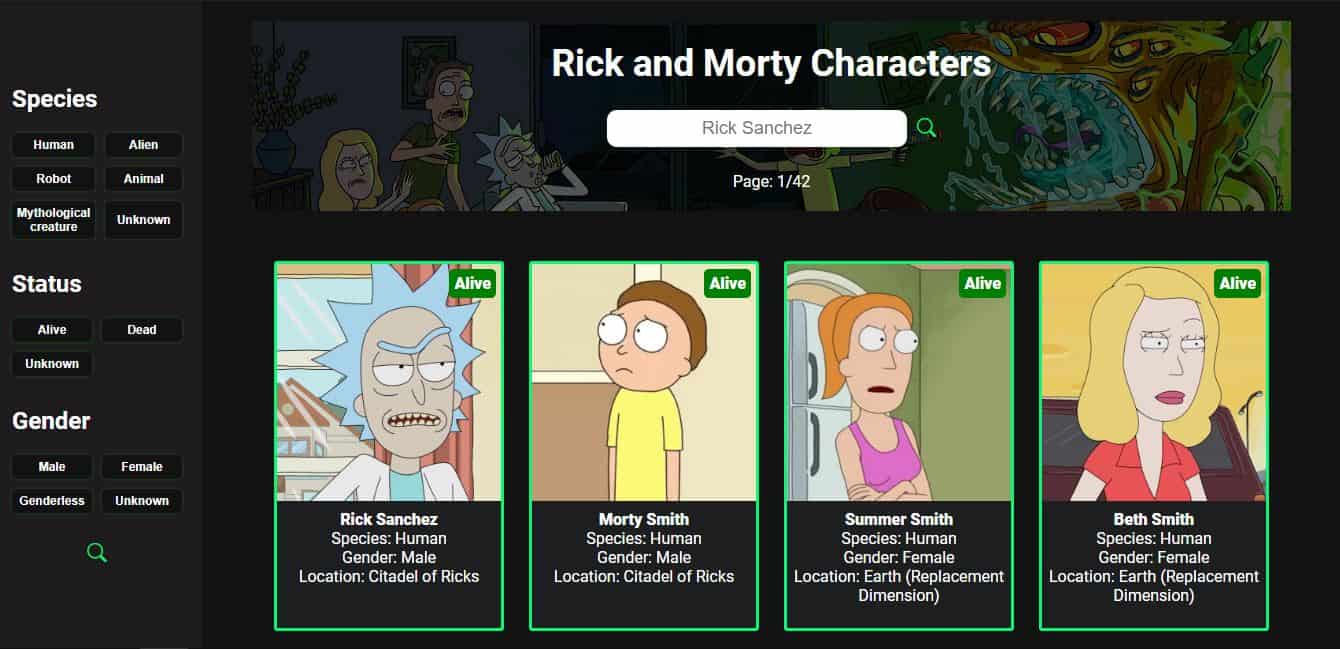 Species
Human
Alien
Robot
Animal
Mythological
creature
Unknown
Status
Alive
Dead
Unknown
Gender
Male
Female
Genderless
Unknown
Rick and Morty Characters
Rick Sanchez
Page: 1/42
Alive
Rick Sanchez
Species: Human
Gender: Male
Location: Citadel of Ricks
Alive
Morty Smith
Species: Human
Gender: Male
Location: Citadel of Ricks
Alive
Summer Smith
Species: Human
Gender: Female
Location: Earth (Replacement
Dimension)
Alive
Beth Smith
Species: Human
Gender: Female
Location: Earth (Replacement
Dimension)